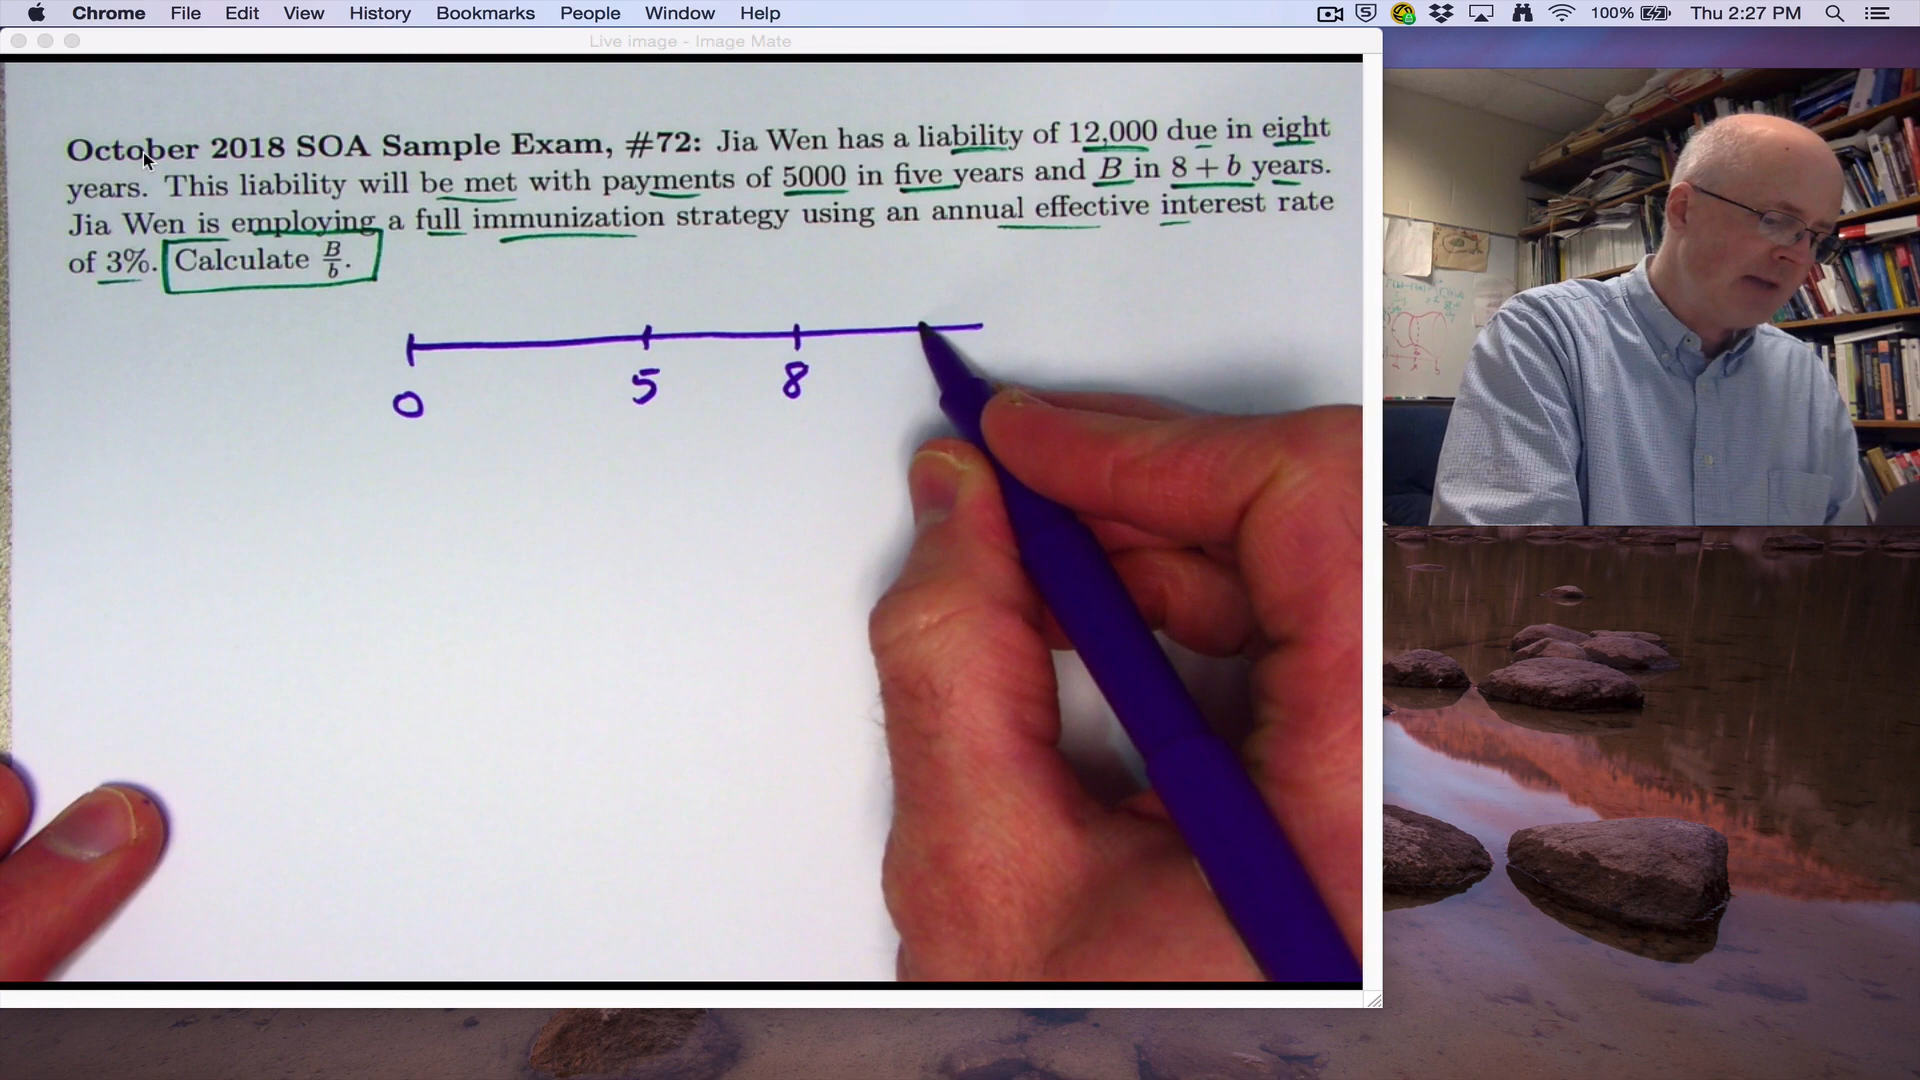 Chrome File Edit View History Bookmarks People Window Help 100% Thu 2:27 PM
Live image - Image Mate
October 2018 SOA Sample Exam, #72: Jia Wen has a liability of 12,000 due in eight
years. This liability will be met with payments of 5000 in five years and B in 8 + b years.
Jia Wen is employing a full immunization strategy using an annual effective interest rate
of 3%. Calculate B/b.
0 5 8